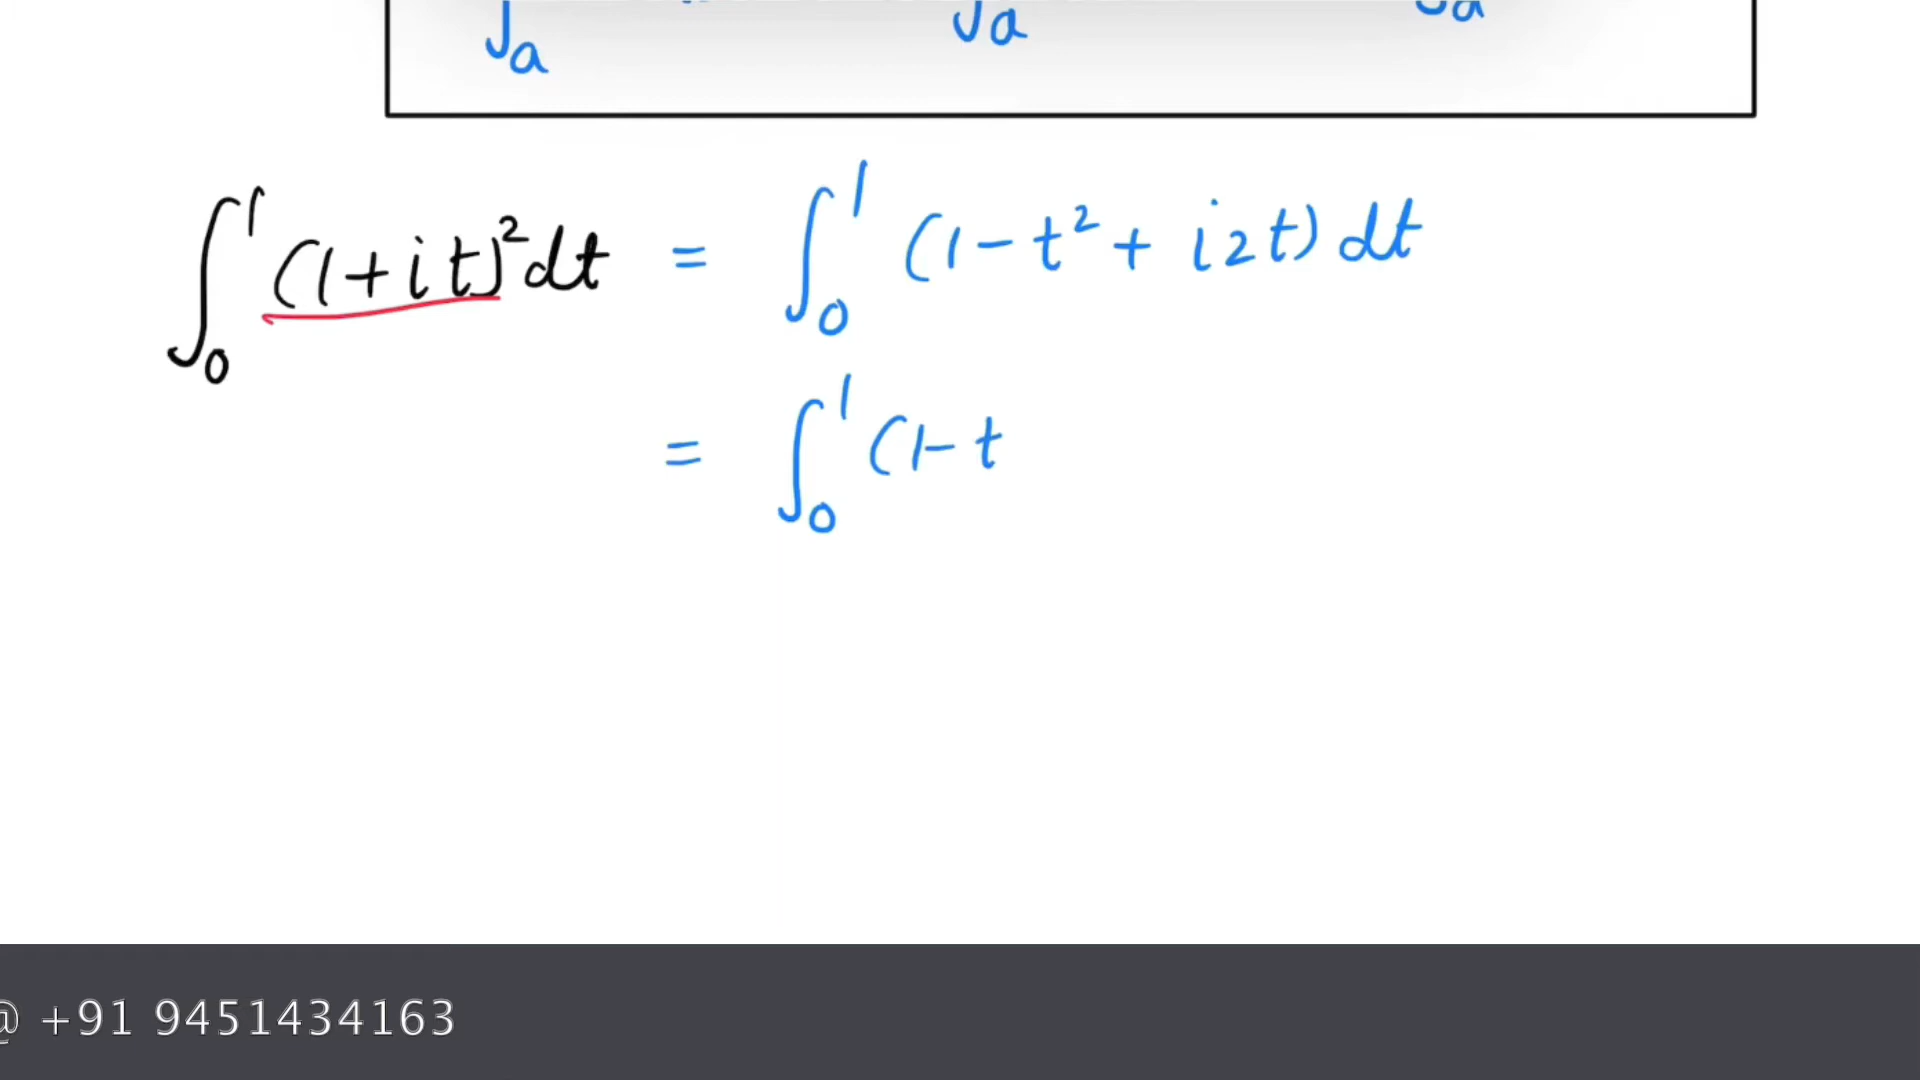 ∫ₐ ∫ₐ ∫ₐ
∫₀¹ (1+it)² dt = ∫₀¹ (1 - t² + i2t) dt
= ∫₀¹ (1 - t
@ +91 9451434163